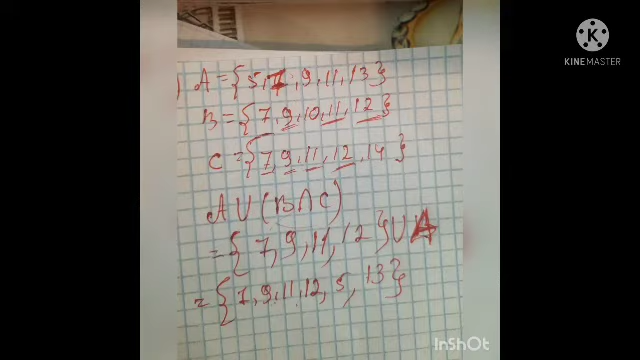 KINEMASTER
) A = {5, 7, 9, 11, 13}
B = {7, 9, 10, 11, 12}
C = {7, 9, 11, 12, 14}
A U (B ∩ C)
= {7, 9, 11, 12} U A
= {7, 9, 11, 12, 5, 13}
InShOt